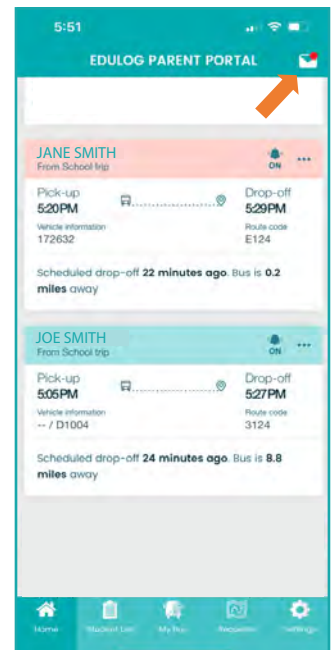 5:51
EDULOG PARENT PORTAL
JANE SMITH
From School trip
ON
Pick-up
5:20PM
Drop-off
5:29PM
Vehicle information
172632
Route code
E124
Scheduled drop-off 22 minutes ago. Bus is 0.2
miles away
JOE SMITH
From School trip
ON
Pick-up
5:05PM
Drop-off
5:27PM
Vehicle information
-- / D1004
Route code
3124
Scheduled drop-off 24 minutes ago. Bus is 8.8
miles away
Home
Student List
My Bus
Requests
Settings